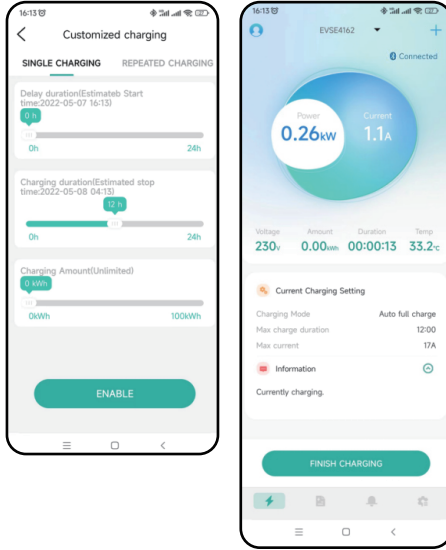 16:13
Customized charging
SINGLE CHARGING REPEATED CHARGING
Delay duration(Estimateb Start
time:2022-05-07 16:13)
0 h
0h 24h
Charging duration(Estimated stop
time:2022-05-08 04:13)
12 h
0h 24h
Charging Amount(Unlimited)
0 kWh
0kWh 100kWh
ENABLE
16:13
EVSE4162
Connected
Power Current
0.26kW 1.1A
Voltage Amount Duration Temp
230V 0.00kWh 00:00:13 33.2℃
Current Charging Setting
Charging Mode Auto full charge
Max charge duration 12:00
Max current 17A
Information
Currently charging.
FINISH CHARGING